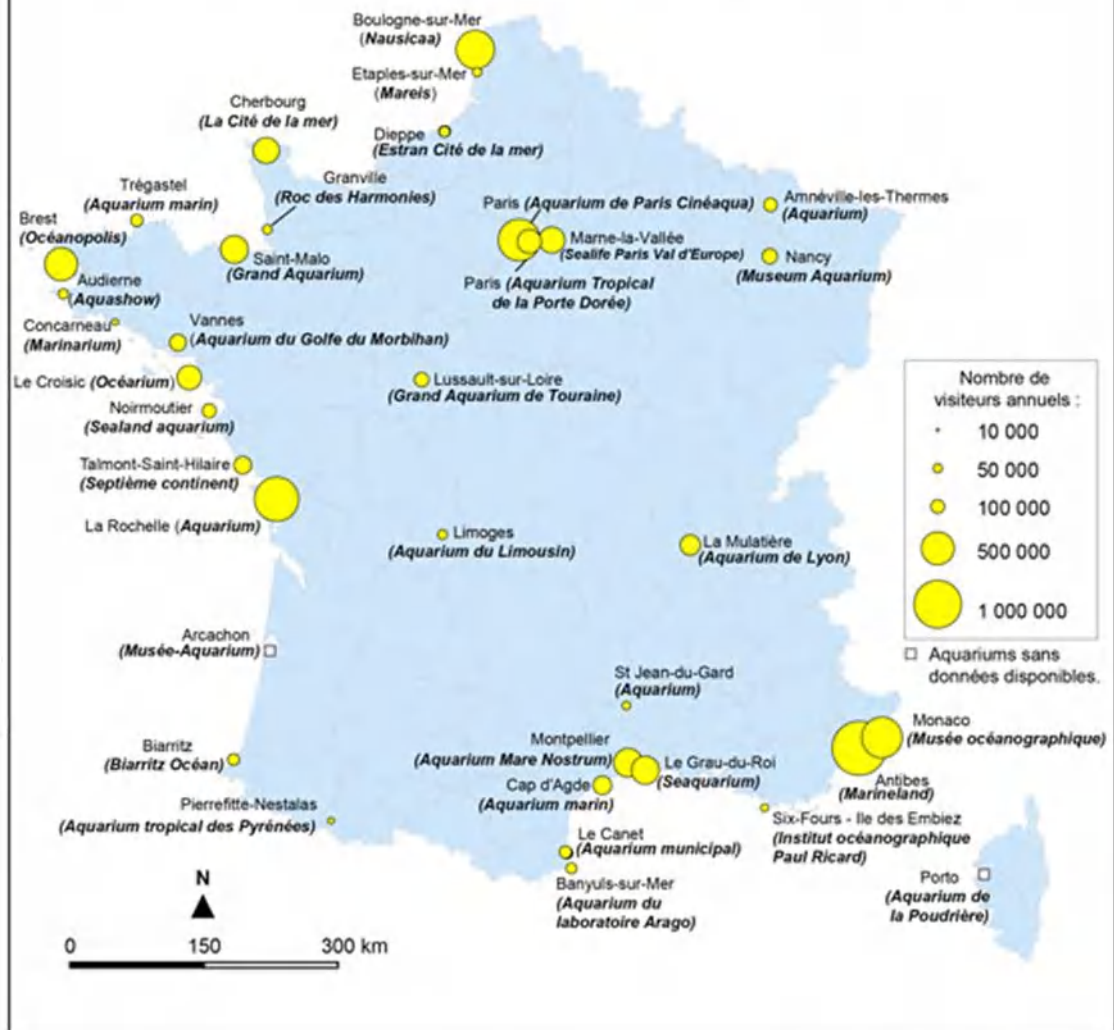 Boulogne-sur-Mer
(Nausicaa)
Etaples-sur-Mer
(Mareis)
Cherbourg
(La Cité de la mer)
Dieppe
(Estran Cité de la mer)
Granville
(Roc des Harmonies)
Trégastel
(Aquarium marin)
Brest
(Océanopolis)
Saint-Malo
(Grand Aquarium)
Audierne
(Aquashow)
Concarneau
(Marinarium)
Vannes
(Aquarium du Golfe du Morbihan)
Le Croisic (Océarium)
Noirmoutier
(Sealand aquarium)
Talmont-Saint-Hilaire
(Septième continent)
La Rochelle (Aquarium)
Paris (Aquarium de Paris Cinéaqua)
Marne-la-Vallée
(Sealife Paris Val d'Europe)
Paris (Aquarium Tropical
de la Porte Dorée)
Amnéville-les-Thermes
(Aquarium)
Nancy
(Museum Aquarium)
Lussault-sur-Loire
(Grand Aquarium de Touraine)
Limoges
(Aquarium du Limousin)
La Mulatière
(Aquarium de Lyon)
Nombre de
visiteurs annuels :
10 000
50 000
100 000
500 000
1 000 000
Aquariums sans
données disponibles.
Arcachon
(Musée-Aquarium)
St Jean-du-Gard
(Aquarium)
Montpellier
(Aquarium Mare Nostrum)
Le Grau-du-Roi
(Seaquarium)
Cap d'Agde
(Aquarium marin)
Monaco
(Musée océanographique)
Antibes
(Marineland)
Biarritz
(Biarritz Océan)
Pierrefitte-Nestalas
(Aquarium tropical des Pyrénées)
Le Canet
(Aquarium municipal)
Banyuls-sur-Mer
(Aquarium du
laboratoire Arago)
Six-Fours - Ile des Embiez
(Institut océanographique
Paul Ricard)
Porto
(Aquarium de
la Poudrière)
N
0 150 300 km